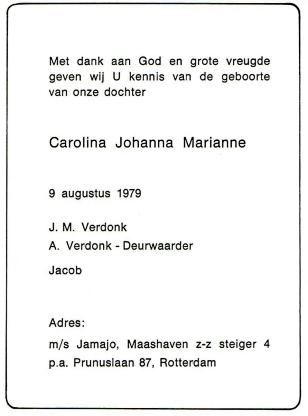 Met dank aan God en grote vreugde
geven wij U kennis van de geboorte
van onze dochter
Carolina Johanna Marianne
9 augustus 1979
J. M. Verdonk
A. Verdonk - Deurwaarder
Jacob
Adres:
m/s Jamajo, Maashaven z-z steiger 4
p.a. Prunuslaan 87, Rotterdam